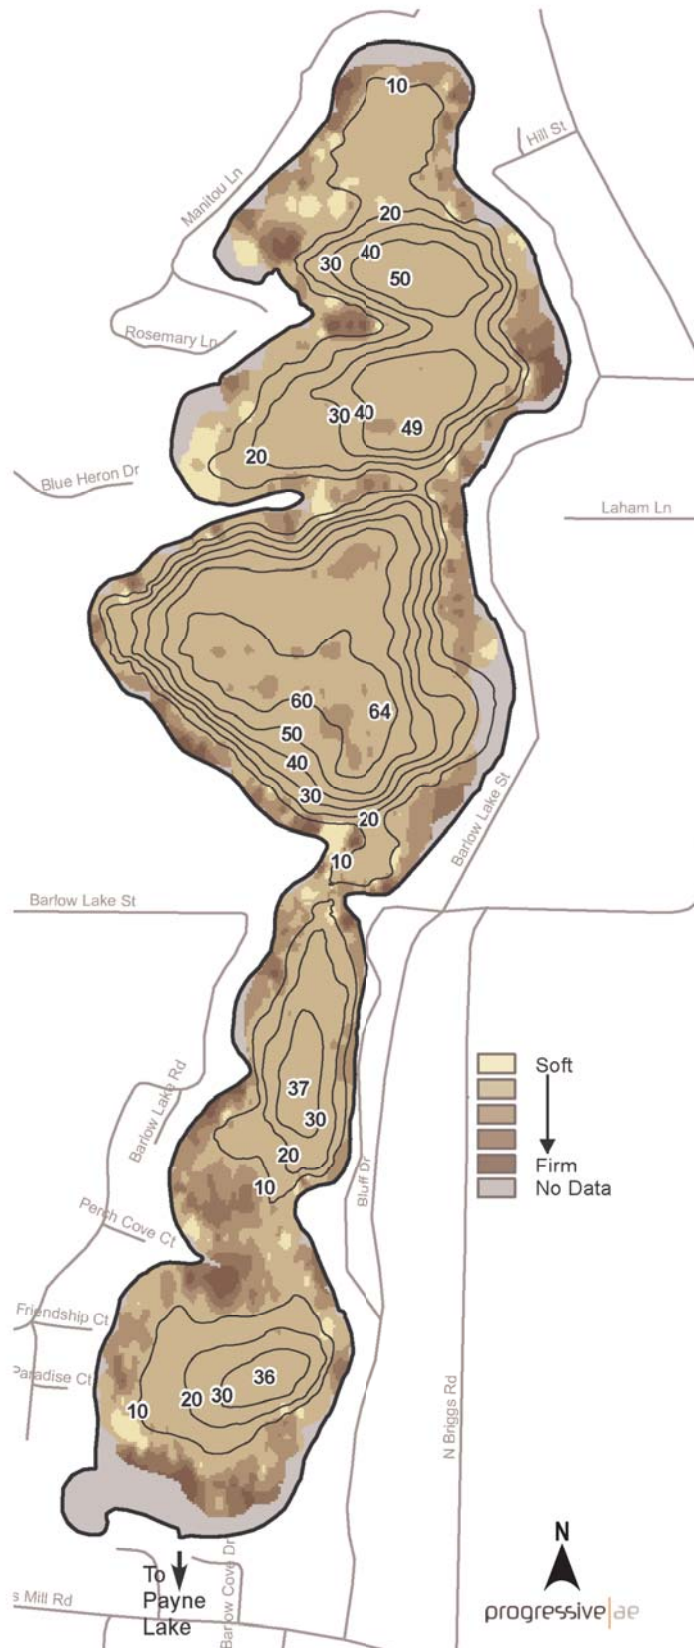 10
Hill St
Manitou Ln
20
40
30
50
Rosemary Ln
30
40
49
20
Blue Heron Dr
Laham Ln
60
64
50
40
30
20
10
Barlow Lake St
Barlow Lake St
Soft
Firm
No Data
Barlow Lake Rd
37
30
20
10
Bluff Dr
Perch Cove Ct
Friendship Ct
Paradise Ct
36
30
20
10
N Briggs Rd
N
progressive|ae
To
Payne
Lake
Barlow Cove Dr
s Mill Rd